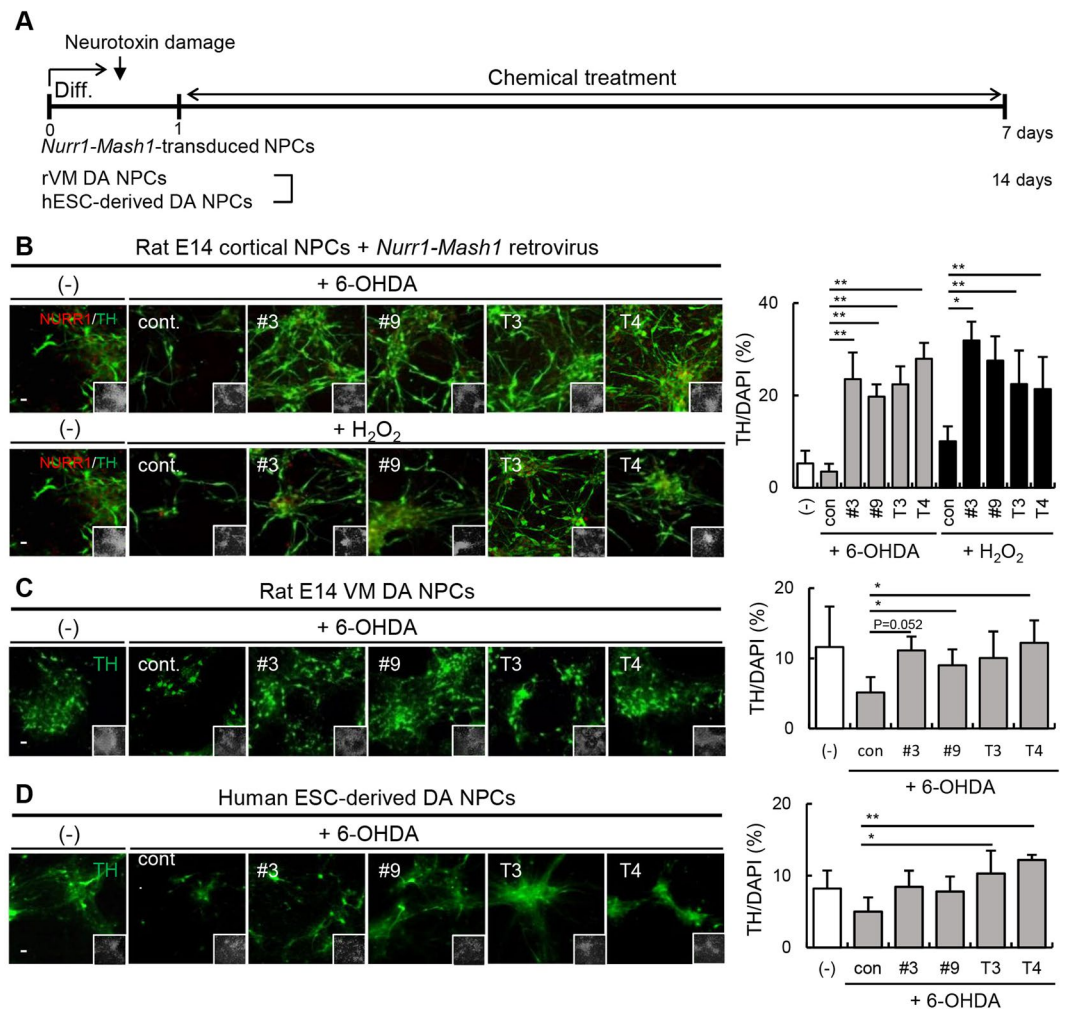 A
Neurotoxin damage
Diff.
Chemical treatment
0
1
7 days
Nurr1-Mash1-transduced NPCs
rVM DA NPCs
hESC-derived DA NPCs
14 days
B
Rat E14 cortical NPCs + Nurr1-Mash1 retrovirus
(-)
+ 6-OHDA
NURR1/TH
cont.
#3
#9
T3
T4
(-)
+ H2O2
NURR1/TH
cont.
#3
#9
T3
T4
TH/DAPI (%)
40
20
0
**
**
**
**
**
**
*
(-)
con
#3
#9
T3
T4
con
#3
#9
T3
T4
+ 6-OHDA
+ H2O2
C
Rat E14 VM DA NPCs
(-)
+ 6-OHDA
TH
cont.
#3
#9
T3
T4
TH/DAPI (%)
20
10
0
*
*
P=0.052
(-)
con
#3
#9
T3
T4
+ 6-OHDA
D
Human ESC-derived DA NPCs
(-)
+ 6-OHDA
TH
cont
.
#3
#9
T3
T4
TH/DAPI (%)
20
10
0
**
*
(-)
con
#3
#9
T3
T4
+ 6-OHDA